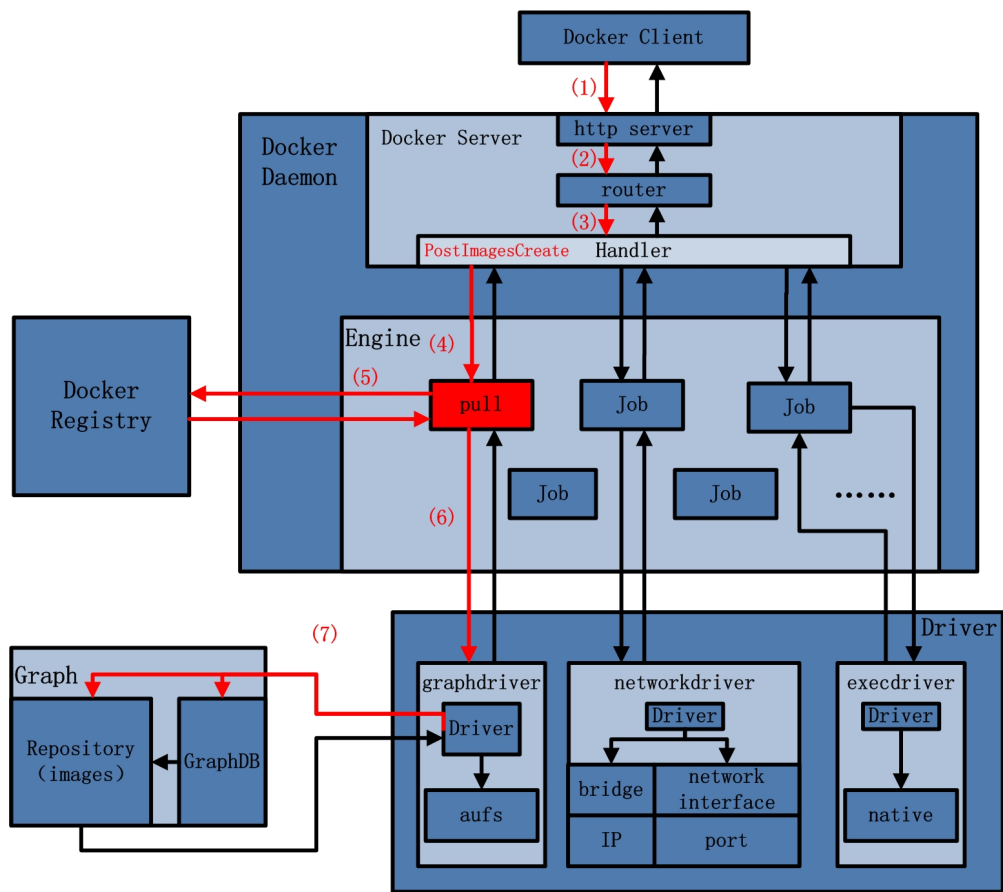 Docker Client
(1)
http server
Docker Server
Docker
Daemon
(2)
router
(3)
PostImagesCreate Handler
Engine
(4)
(5)
Docker
Registry
pull
Job
Job
Job
Job
······
(6)
(7)
Driver
Graph
graphdriver
networkdriver
execdriver
Driver
Driver
Driver
Repository
(images)
GraphDB
bridge
network
interface
aufs
IP
port
native